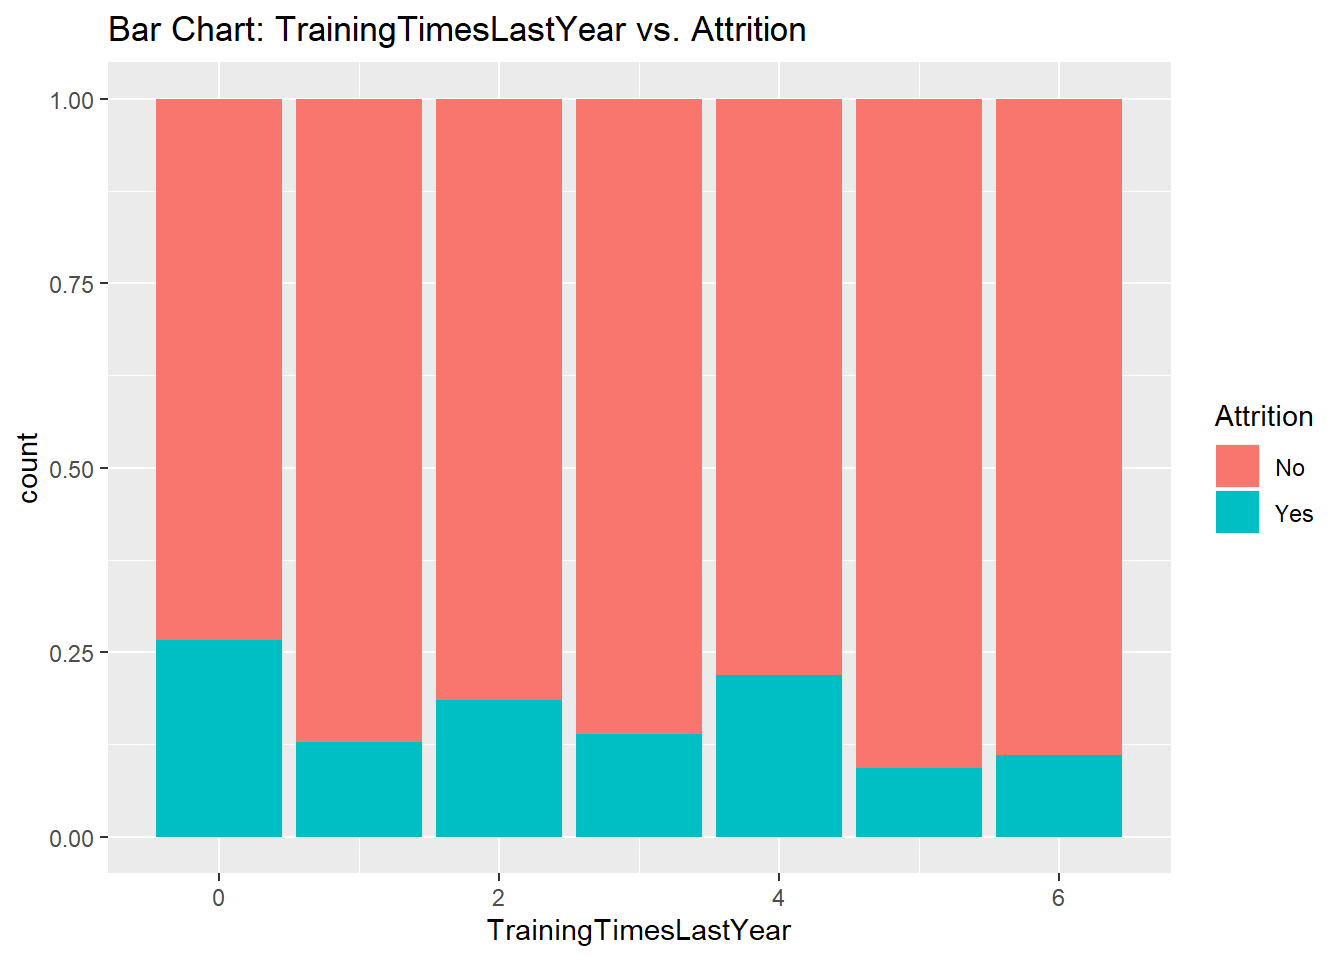 Bar Chart: TrainingTimesLastYear vs. Attrition
1.00
0.75
0.50
0.25
0.00
count
0 2 4 6
TrainingTimesLastYear
Attrition
No
Yes